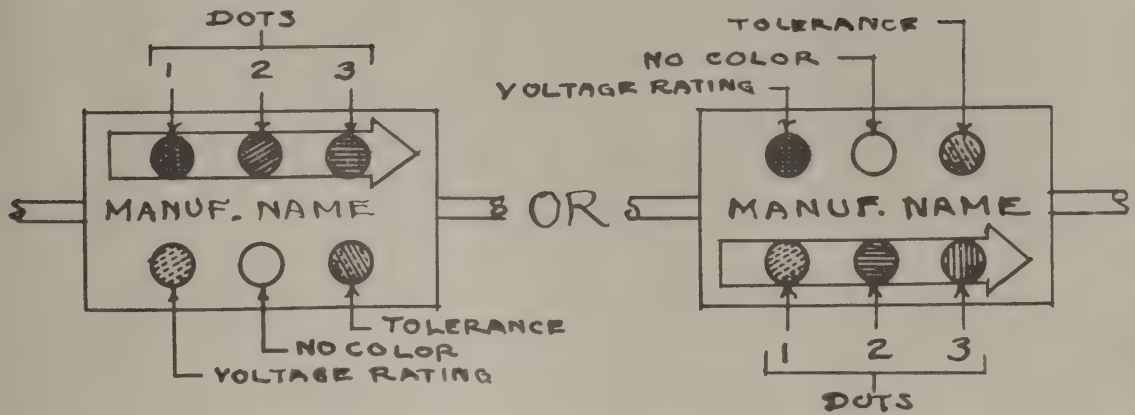 DOTS
1 2 3
MANUF. NAME
TOLERANCE
NO COLOR
VOLTAGE RATING
OR
TOLERANCE
NO COLOR
VOLTAGE RATING
MANUF. NAME
1 2 3
DOTS